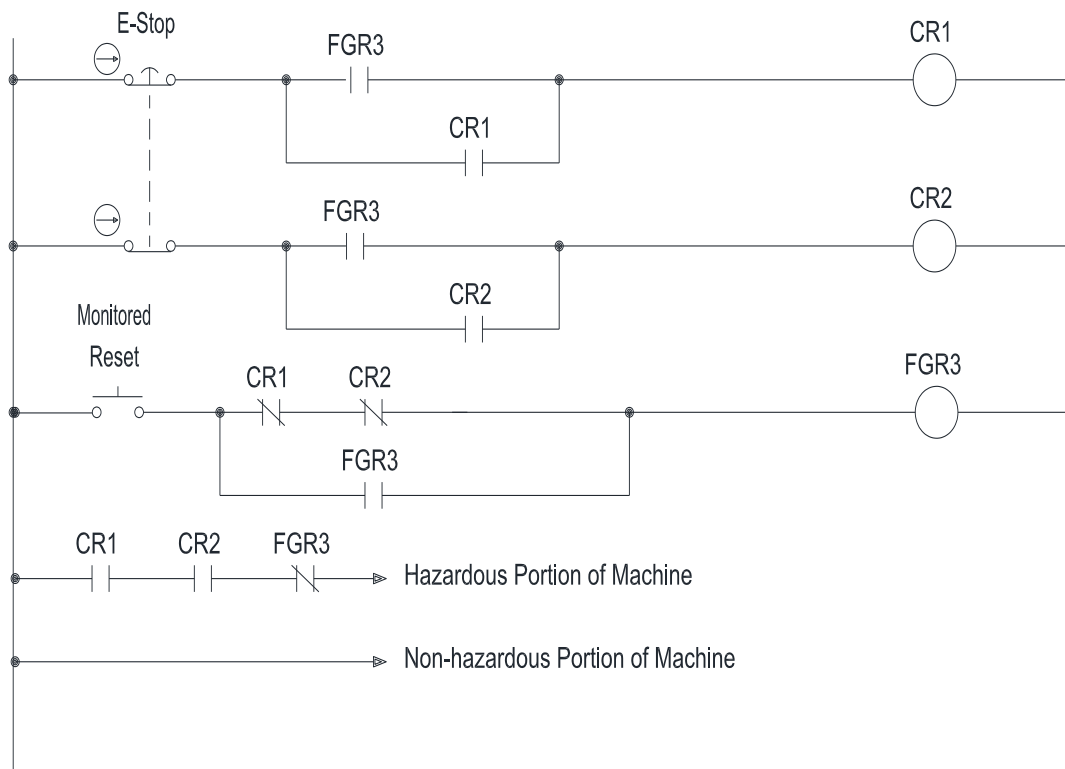 E-Stop
FGR3
CR1
CR1
FGR3
CR2
CR2
Monitored
Reset
CR1
CR2
FGR3
FGR3
CR1
CR2
FGR3
Hazardous Portion of Machine
Non-hazardous Portion of Machine